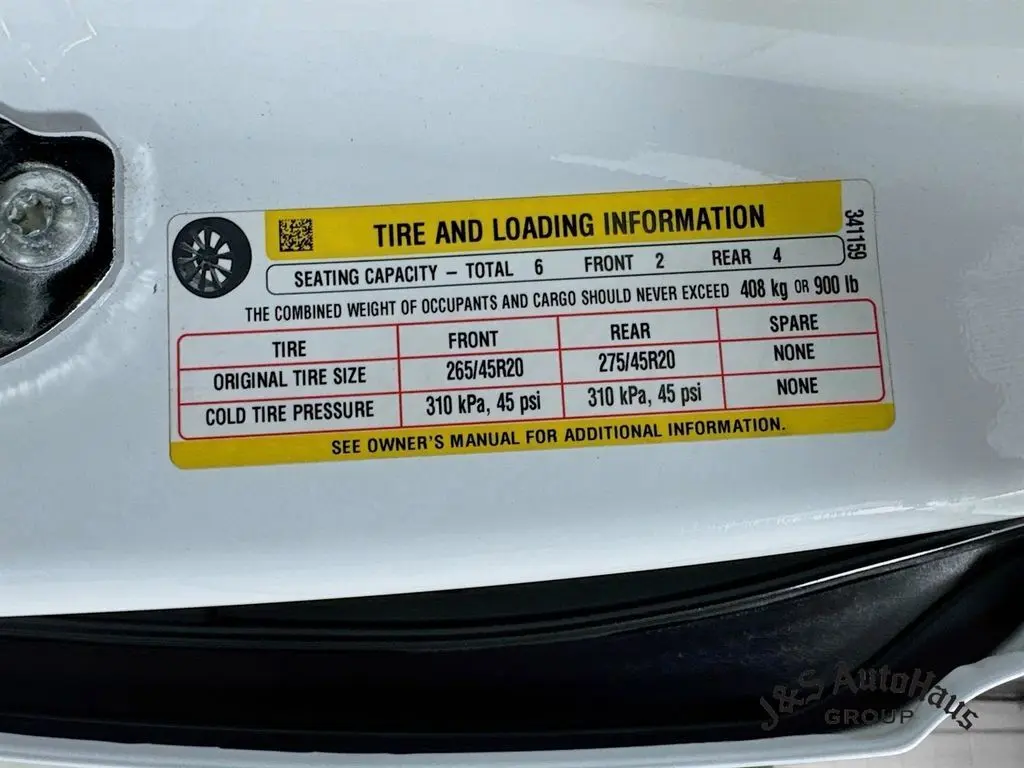 TIRE AND LOADING INFORMATION
341159
SEATING CAPACITY – TOTAL 6 FRONT 2 REAR 4
THE COMBINED WEIGHT OF OCCUPANTS AND CARGO SHOULD NEVER EXCEED 408 kg OR 900 lb
TIRE FRONT REAR SPARE
ORIGINAL TIRE SIZE 265/45R20 275/45R20 NONE
COLD TIRE PRESSURE 310 kPa, 45 psi 310 kPa, 45 psi NONE
SEE OWNER'S MANUAL FOR ADDITIONAL INFORMATION.
J&S AutoHaus
GROUP